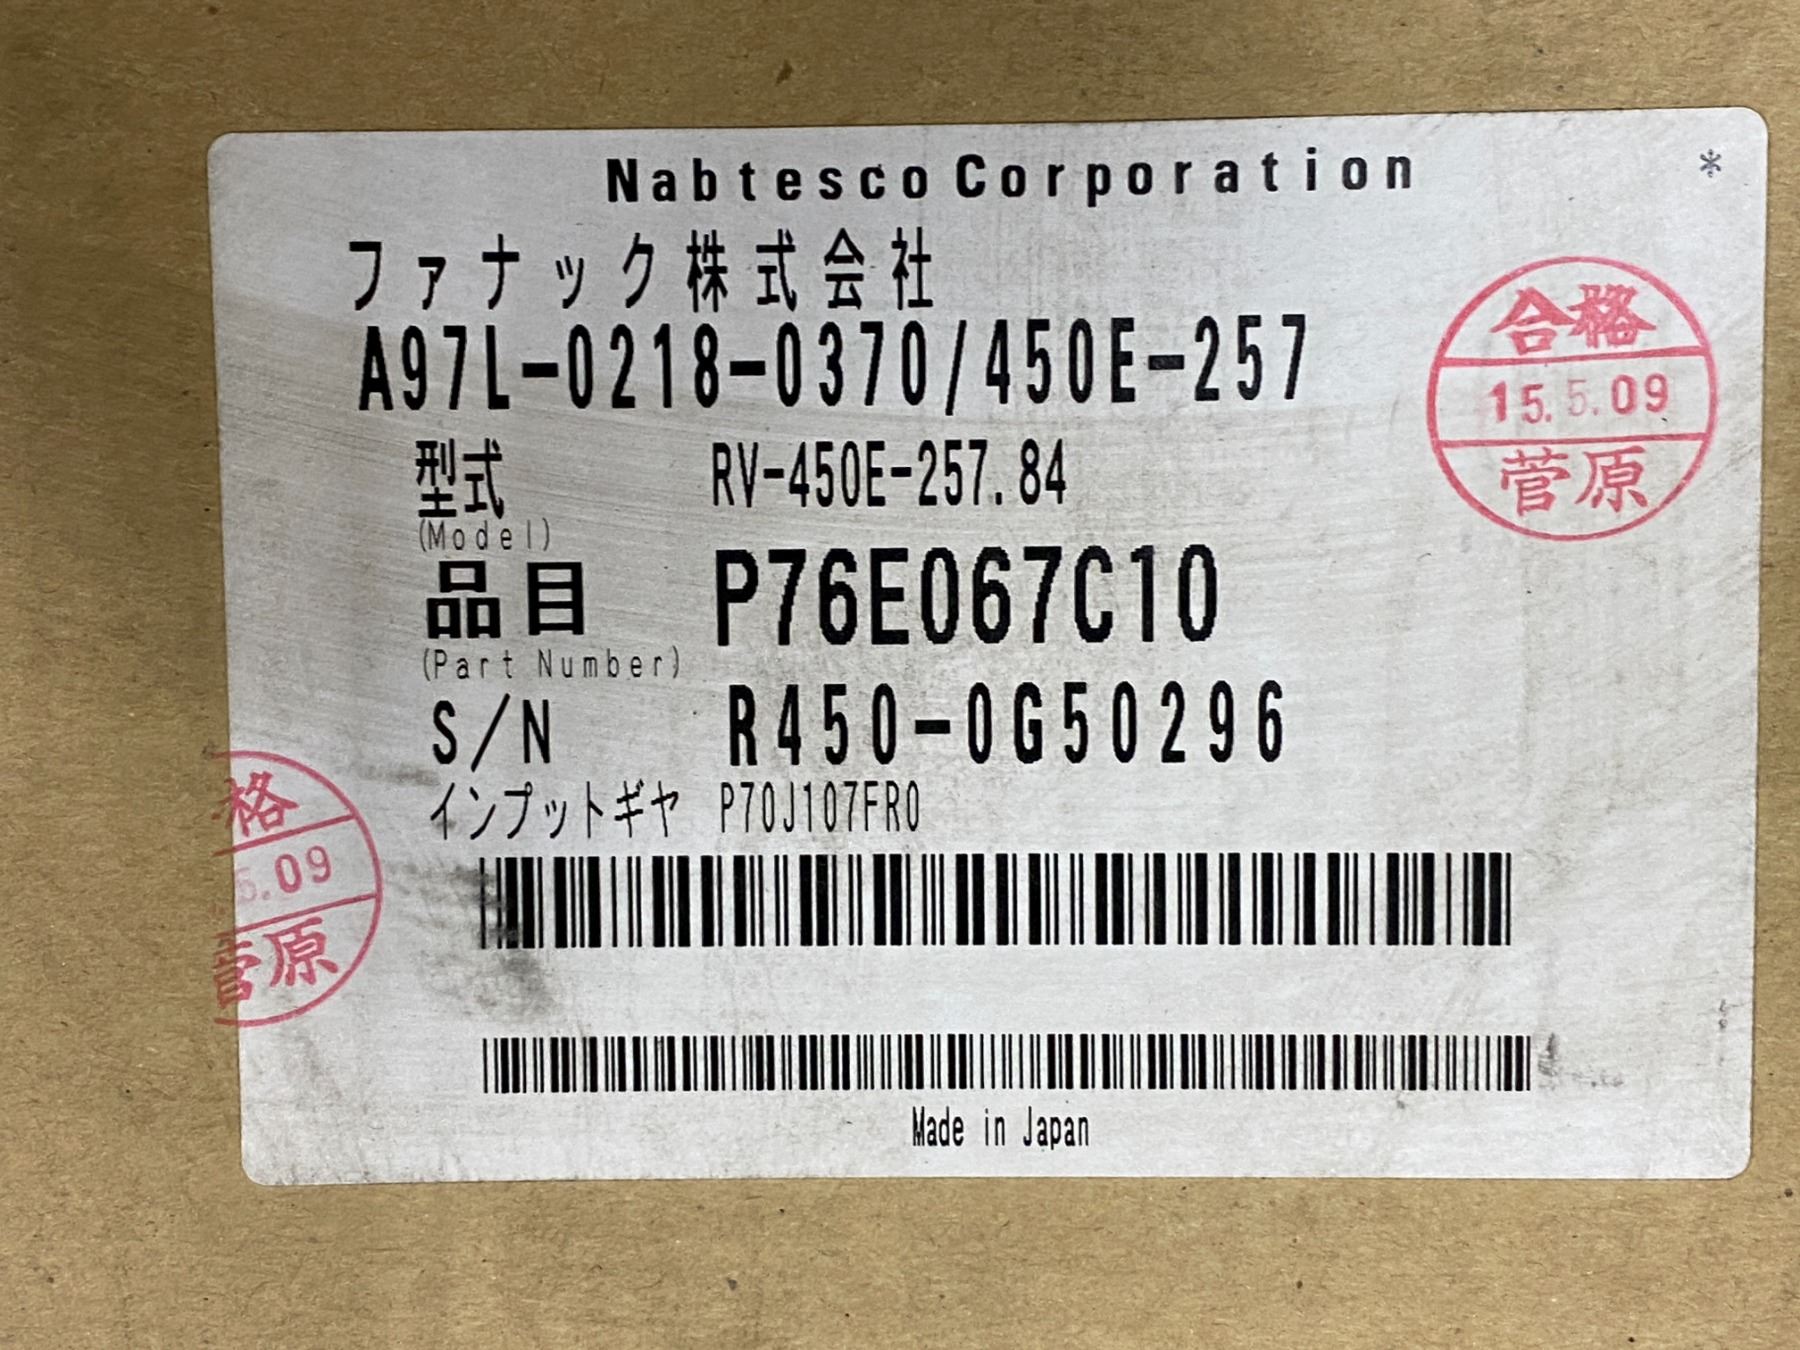 Nabtesco Corporation
*
ファナック株式会社
A97L-0218-0370/450E-257
合格
15.5.09
菅原
型式 RV-450E-257.84
(Model)
品目 P76E067C10
(Part Number)
S/N R450-0G50296
インプットギヤ P70J107FR0
格
5.09
菅原
Made in Japan